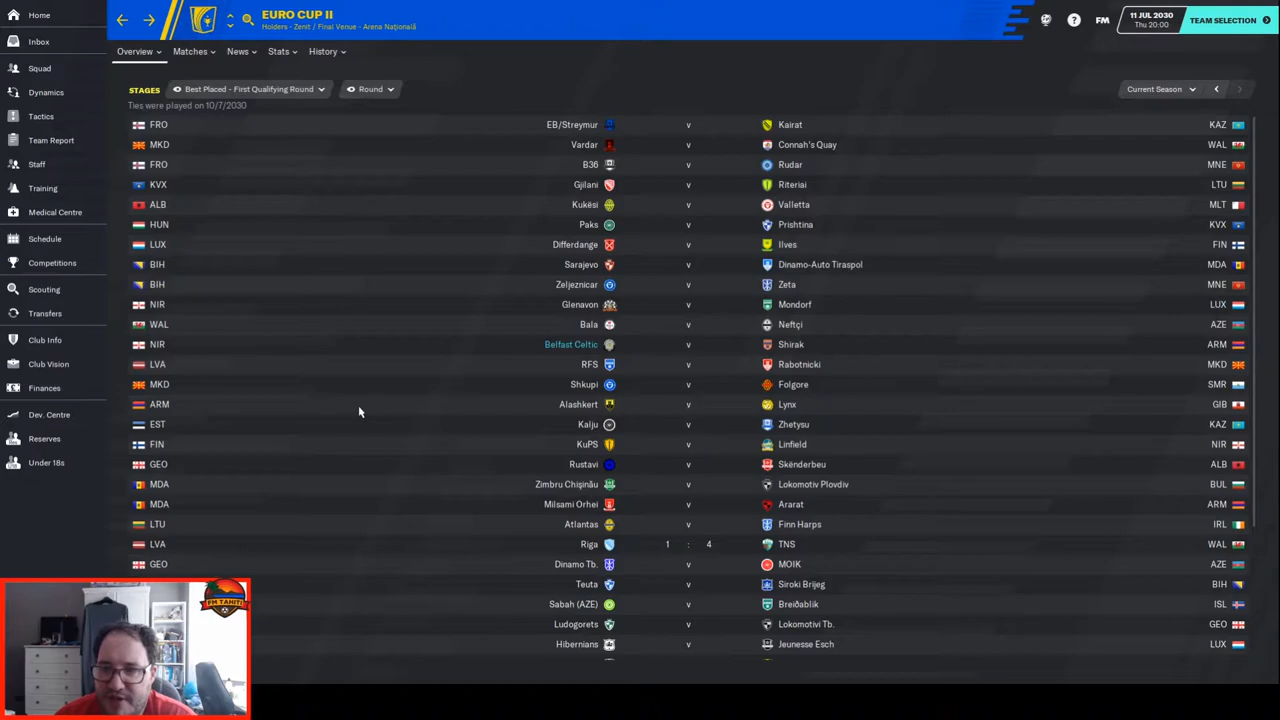 Home
Inbox
Squad
Dynamics
Tactics
Team Report
Staff
Training
Medical Centre
Schedule
Competitions
Scouting
Transfers
Club Info
Club Vision
Finances
Dev. Centre
Reserves
Under 18s
EURO CUP II
Holders - Zenit / Final Venue - Arena Națională
FM
11 JUL 2030
Thu 20:00
TEAM SELECTION
Overview Matches News Stats History
STAGES Best Placed - First Qualifying Round Round Current Season
Ties were played on 10/7/2030
FRO EB/Streymur v Kairat KAZ
MKD Vardar v Connah's Quay WAL
FRO B36 v Rudar MNE
KVX Gjilani v Riteriai LTU
ALB Kukësi v Valletta MLT
HUN Paks v Prishtina KVX
LUX Differdange v Ilves FIN
BIH Sarajevo v Dinamo-Auto Tiraspol MDA
BIH Zeljeznicar v Zeta MNE
NIR Glenavon v Mondorf LUX
WAL Bala v Neftçi AZE
NIR Belfast Celtic v Shirak ARM
LVA RFS v Rabotnicki MKD
MKD Shkupi v Folgore SMR
ARM Alashkert v Lynx GIB
EST Kalju v Zhetysu KAZ
FIN KuPS v Linfield NIR
GEO Rustavi v Skënderbeu ALB
MDA Zimbru Chişinău v Lokomotiv Plovdiv BUL
MDA Milsami Orhei v Ararat ARM
LTU Atlantas v Finn Harps IRL
LVA Riga 1 : 4 TNS WAL
GEO Dinamo Tb. v MOIK AZE
Teuta v Siroki Brijeg BIH
Sabah (AZE) v Breiðablik ISL
Ludogorets v Lokomotivi Tb. GEO
Hibernians v Jeunesse Esch LUX
FM TAHITI